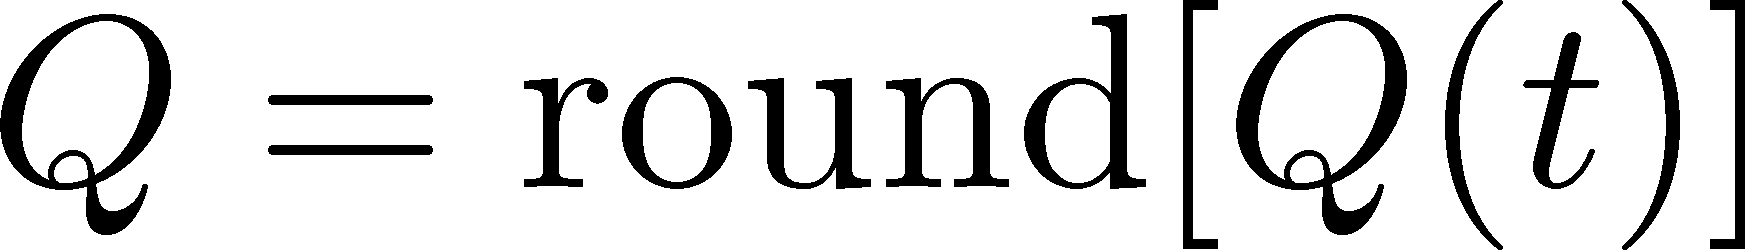 Q = round[Q(t)]